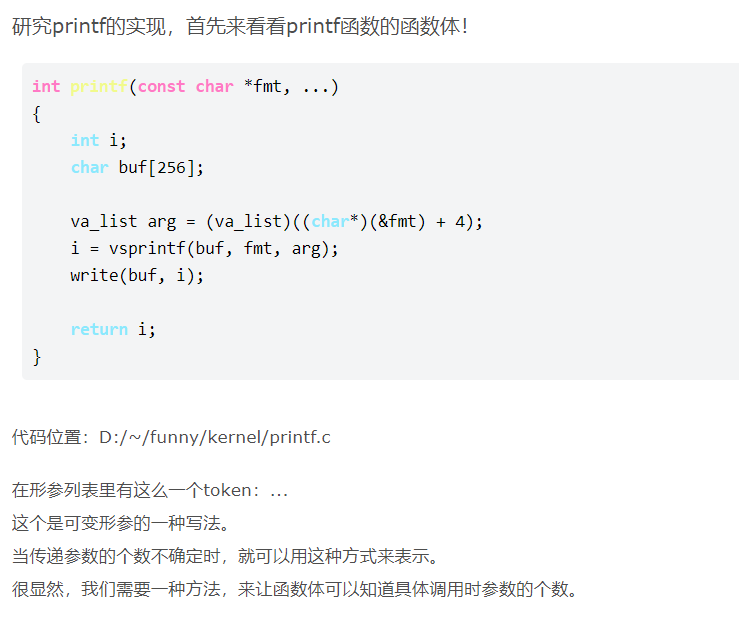 研究printf的实现，首先来看看printf函数的函数体！
int printf(const char *fmt, ...)
{
    int i;
    char buf[256];
    va_list arg = (va_list)((char*)(&fmt) + 4);
    i = vsprintf(buf, fmt, arg);
    write(buf, i);
    return i;
}
代码位置：D:/~/funny/kernel/printf.c
在形参列表里有这么一个token：...
这个是可变形参的一种写法。
当传递参数的个数不确定时，就可以用这种方式来表示。
很显然，我们需要一种方法，来让函数体可以知道具体调用时参数的个数。